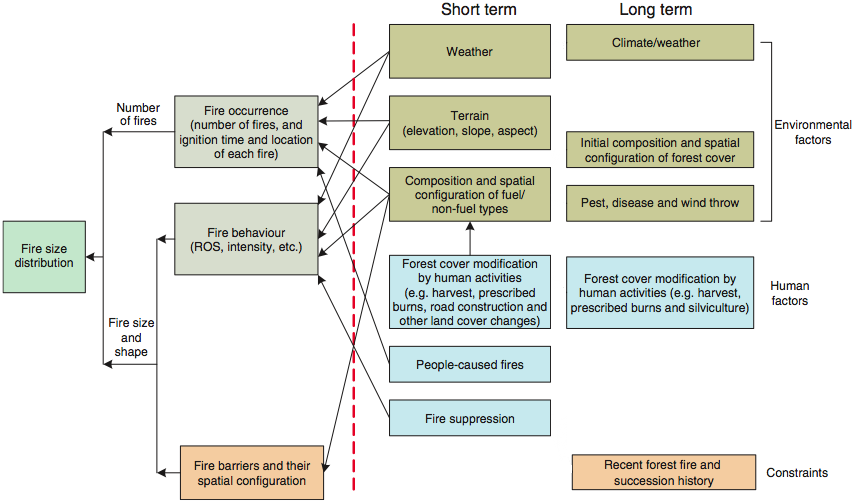 Short term
Long term
Weather
Climate/weather
Number
of fires
Fire occurrence
(number of fires, and
ignition time and location
of each fire)
Terrain
(elevation, slope, aspect)
Environmental
factors
Initial composition and spatial
configuration of forest cover
Composition and spatial
configuration of fuel/
non-fuel types
Pest, disease and wind throw
Fire behaviour
(ROS, intensity, etc.)
Fire size
distribution
Forest cover modification
by human activities
(e.g. harvest, prescribed
burns, road construction and
other land cover changes)
Forest cover modification by
human activities (e.g. harvest,
prescribed burns and silviculture)
Human
factors
Fire size
and
shape
People-caused fires
Fire suppression
Fire barriers and their
spatial configuration
Recent forest fire and
succession history
Constraints